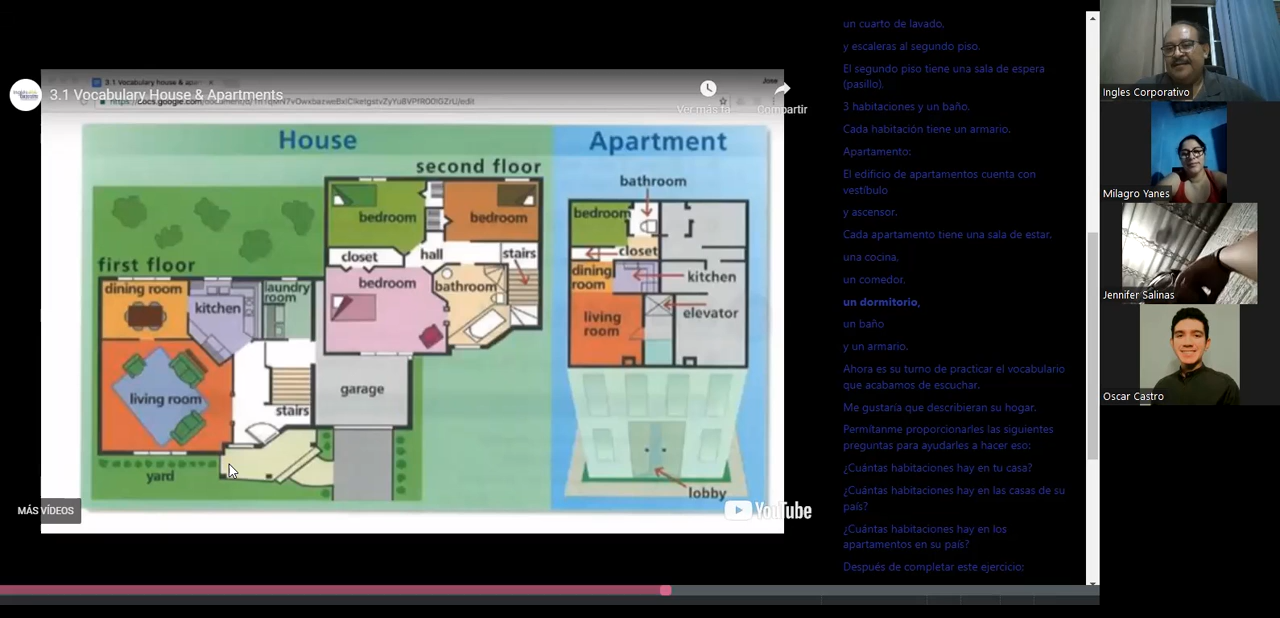 3.1 Vocabulary House & Apartments
Ver más ta
Compartir
House
Apartment
second floor
bathroom
bedroom
bedroom
bedroom
closet
hall
stairs
closet
first floor
bedroom
bathroom
dining room
kitchen
laundry
room
dining
room
kitchen
living
room
elevator
garage
living room
stairs
yard
lobby
MÁS VÍDEOS
YouTube
un cuarto de lavado.
y escaleras al segundo piso.
El segundo piso tiene una sala de espera
(pasillo).
3 habitaciones y un baño.
Cada habitación tiene un armario.
Apartamento:
El edificio de apartamentos cuenta con
vestíbulo
y ascensor.
Cada apartamento tiene una sala de estar.
una cocina.
un comedor.
un dormitorio,
un baño
y un armario.
Ahora es su turno de practicar el vocabulario
que acabamos de escuchar.
Me gustaría que describieran su hogar.
Permítanme proporcionarles las siguientes
preguntas para ayudarles a hacer eso:
¿Cuántas habitaciones hay en tu casa?
¿Cuántas habitaciones hay en las casas de su
país?
¿Cuántas habitaciones hay en los
apartamentos en su país?
Después de completar este ejercicio:
Ingles Corporativo
Milagro Yanes
Jennifer Salinas
Oscar Castro